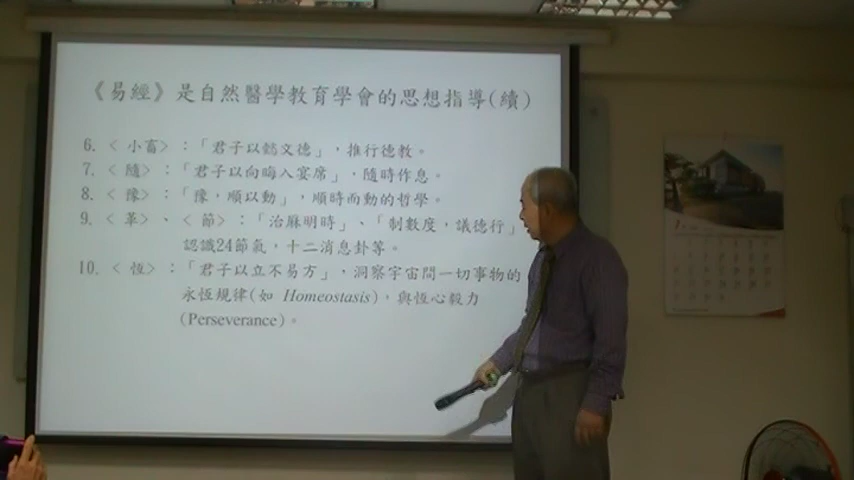 《易經》是自然醫學教育學會的思想指導(續)
6. <小畜>：「君子以懿文德」，推行德教。
7. <隨>：「君子以向晦入宴席」，隨時作息。
8. <豫>：「豫，順以動」，順時而動的哲學。
9. <革>、<節>：「治厤明時」、「制數度，議德行」
認識24節氣，十二消息卦等。
10. <恆>：「君子以立不易方」，洞察宇宙間一切事物的
永恆規律(如 Homeostasis)，與恆心毅力
(Perseverance)。